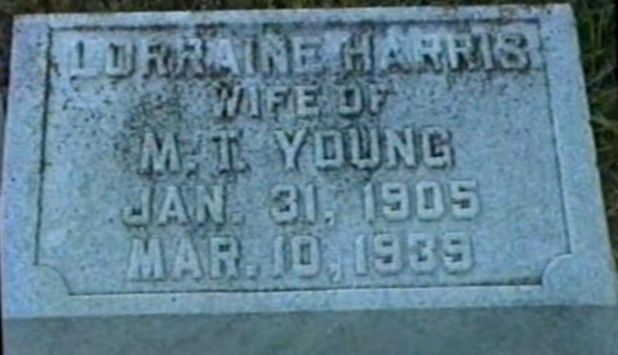 LORRAINE HARRIS
WIFE OF
M. T. YOUNG
JAN. 31, 1905
MAR. 10, 1939